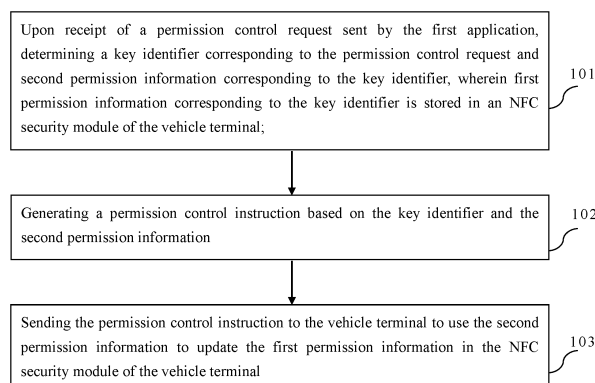 Upon receipt of a permission control request sent by the first application,
determining a key identifier corresponding to the permission control request and
second permission information corresponding to the key identifier, wherein first
permission information corresponding to the key identifier is stored in an NFC
security module of the vehicle terminal;
101
Generating a permission control instruction based on the key identifier and the
second permission information
102
Sending the permission control instruction to the vehicle terminal to use the second
permission information to update the first permission information in the NFC
security module of the vehicle terminal
103